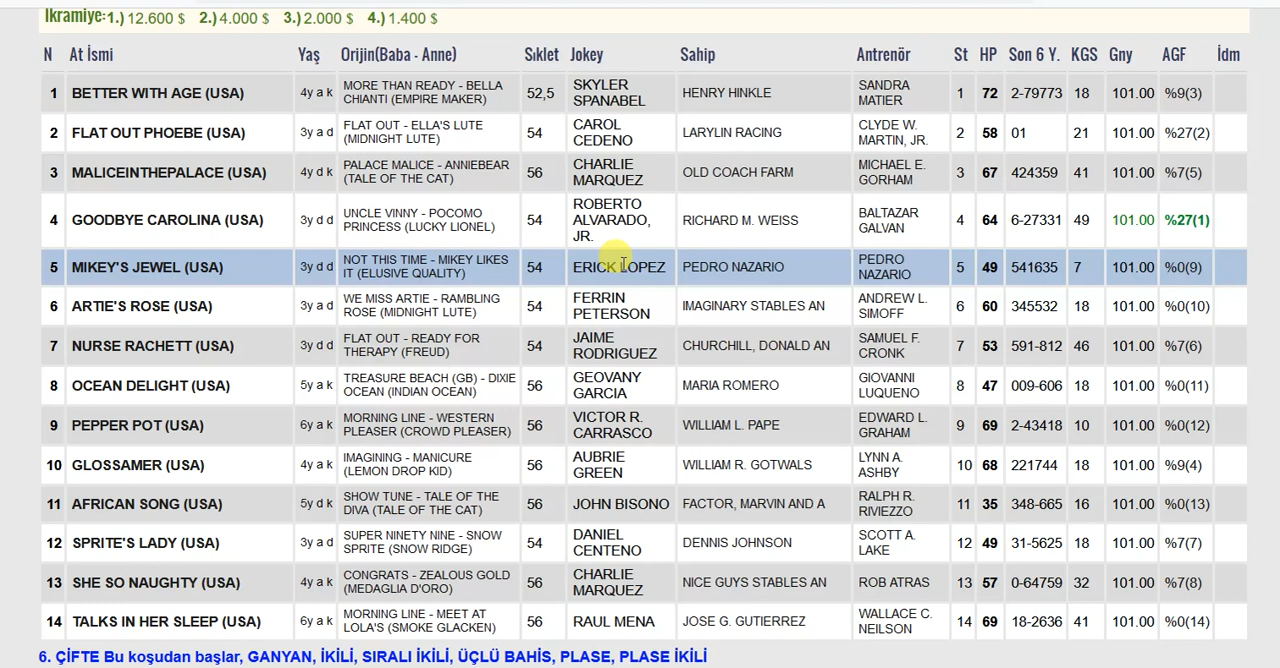 İkramiye: 1.) 12.600 $ 2.) 4.000 $ 3.) 2.000 $ 4.) 1.400 $
N At İsmi Yaş Orijin(Baba - Anne) Sıklet Jokey Sahip Antrenör St HP Son 6 Y. KGS Gny AGF İdm
1 BETTER WITH AGE (USA) 4y a k MORE THAN READY - BELLA CHIANTI (EMPIRE MAKER) 52,5 SKYLER SPANABEL HENRY HINKLE SANDRA MATIER 1 72 2-79773 18 101.00 %9(3)
2 FLAT OUT PHOEBE (USA) 3y a d FLAT OUT - ELLA'S LUTE (MIDNIGHT LUTE) 54 CAROL CEDENO LARYLIN RACING CLYDE W. MARTIN, JR. 2 58 01 21 101.00 %27(2)
3 MALICEINTHEPALACE (USA) 4y d k PALACE MALICE - ANNIEBEAR (TALE OF THE CAT) 56 CHARLIE MARQUEZ OLD COACH FARM MICHAEL E. GORHAM 3 67 424359 41 101.00 %7(5)
4 GOODBYE CAROLINA (USA) 3y d d UNCLE VINNY - POCOMO PRINCESS (LUCKY LIONEL) 54 ROBERTO ALVARADO, JR. RICHARD M. WEISS BALTAZAR GALVAN 4 64 6-27331 49 101.00 %27(1)
5 MIKEY'S JEWEL (USA) 3y d d NOT THIS TIME - MIKEY LIKES IT (ELUSIVE QUALITY) 54 ERICK LOPEZ PEDRO NAZARIO PEDRO NAZARIO 5 49 541635 7 101.00 %0(9)
6 ARTIE'S ROSE (USA) 3y a d WE MISS ARTIE - RAMBLING ROSE (MIDNIGHT LUTE) 54 FERRIN PETERSON IMAGINARY STABLES AN ANDREW L. SIMOFF 6 60 345532 18 101.00 %0(10)
7 NURSE RACHETT (USA) 3y d d FLAT OUT - READY FOR THERAPY (FREUD) 54 JAIME RODRIGUEZ CHURCHILL, DONALD AN SAMUEL F. CRONK 7 53 591-812 46 101.00 %7(6)
8 OCEAN DELIGHT (USA) 5y a k TREASURE BEACH (GB) - DIXIE OCEAN (INDIAN OCEAN) 56 GEOVANY GARCIA MARIA ROMERO GIOVANNI LUQUENO 8 47 009-606 18 101.00 %0(11)
9 PEPPER POT (USA) 6y a k MORNING LINE - WESTERN PLEASER (CROWD PLEASER) 56 VICTOR R. CARRASCO WILLIAM L. PAPE EDWARD L. GRAHAM 9 69 2-43418 10 101.00 %0(12)
10 GLOSSAMER (USA) 4y a k IMAGINING - MANICURE (LEMON DROP KID) 56 AUBRIE GREEN WILLIAM R. GOTWALS LYNN A. ASHBY 10 68 221744 18 101.00 %9(4)
11 AFRICAN SONG (USA) 5y d k SHOW TUNE - TALE OF THE DIVA (TALE OF THE CAT) 56 JOHN BISONO FACTOR, MARVIN AND A RALPH R. RIVIEZZO 11 35 348-665 16 101.00 %0(13)
12 SPRITE'S LADY (USA) 3y a d SUPER NINETY NINE - SNOW SPRITE (SNOW RIDGE) 54 DANIEL CENTENO DENNIS JOHNSON SCOTT A. LAKE 12 49 31-5625 18 101.00 %7(7)
13 SHE SO NAUGHTY (USA) 4y a k CONGRATS - ZEALOUS GOLD (MEDAGLIA D'ORO) 56 CHARLIE MARQUEZ NICE GUYS STABLES AN ROB ATRAS 13 57 0-64759 32 101.00 %7(8)
14 TALKS IN HER SLEEP (USA) 6y a k MORNING LINE - MEET AT LOLA'S (SMOKE GLACKEN) 56 RAUL MENA JOSE G. GUTIERREZ WALLACE C. NEILSON 14 69 18-2636 41 101.00 %0(14)
6. ÇİFTE Bu koşudan başlar, GANYAN, İKİLİ, SIRALI İKİLİ, ÜÇLÜ BAHİS, PLASE, PLASE İKİLİ